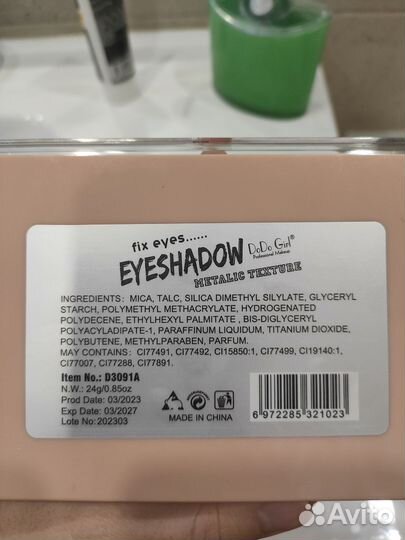 fix eyes......
EYESHADOW DoDo Girl®
Professional Makeup
METALIC TEXTURE
INGREDIENTS: MICA, TALC, SILICA DIMETHYL SILYLATE, GLYCERYL
STARCH, POLYMETHYL METHACRYLATE, HYDROGENATED
POLYDECENE, ETHYLHEXYL PALMITATE , BIS-DIGLYCERYL
POLYACYLADIPATE-1, PARAFFINUM LIQUIDUM, TITANIUM DIOXIDE,
POLYBUTENE, METHYLPARABEN, PARFUM.
MAY CONTAINS : CI77491, CI77492, CI15850:1, CI77499, CI19140:1,
CI77007, CI77288, CI77891.
Item No.: D3091A
N.W.: 24g/0.85oz
Prod Date: 03/2023
Exp Date: 03/2027
Lote No: 202303
MADE IN CHINA
6 972285 321023
Avito